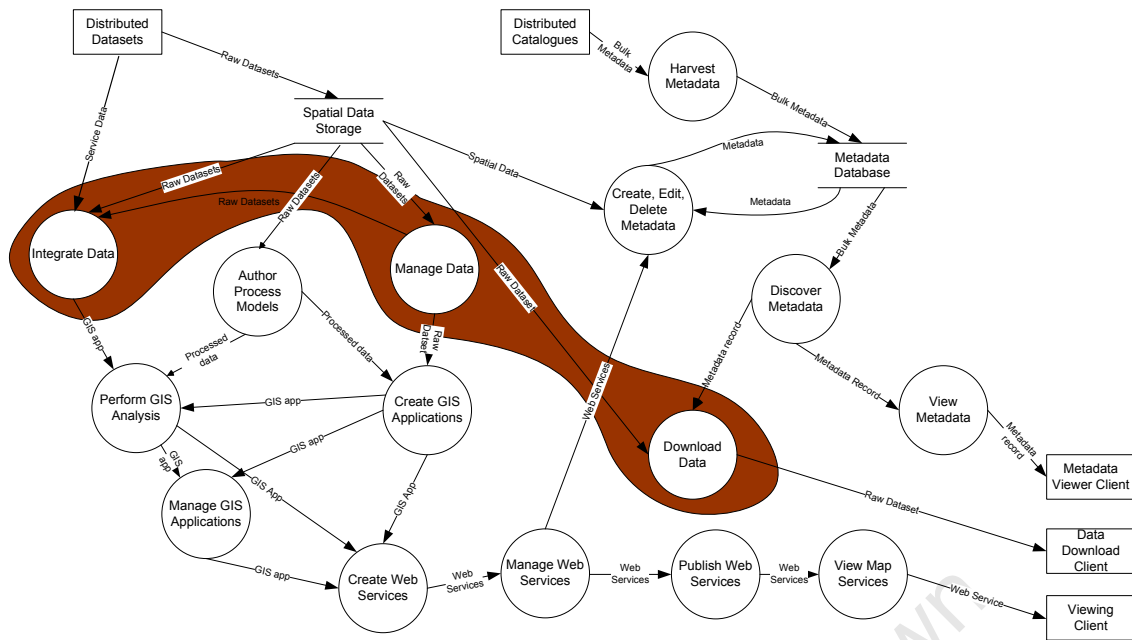 Distributed
Datasets
Distributed
Catalogues
Raw Datasets
Bulk
Metadata
Harvest
Metadata
Bulk Metadata
Service Data
Spatial Data
Storage
Spatial Data
Metadata
Metadata
Database
Raw Datasets
Raw Datasets
Raw Datasets
Raw
Datasets
Create, Edit,
Delete
Metadata
Metadata
Bulk Metadata
Integrate Data
Manage Data
Author
Process
Models
Raw Dataset
Discover
Metadata
GIS app
Processed
data
Processed data
Raw
Datset
Metadata record
Metadata Record
Web Services
Perform GIS
Analysis
GIS app
Create GIS
Applications
View
Metadata
Metadata
record
GIS
app
GIS app
Download
Data
Metadata
Viewer Client
Manage GIS
Applications
GIS App
GIS App
Raw Dataset
Data
Download
Client
GIS app
Create Web
Services
Web
Services
Manage Web
Services
Web
Services
Publish Web
Services
Web
Services
View Map
Services
Web Service
Viewing
Client
wn